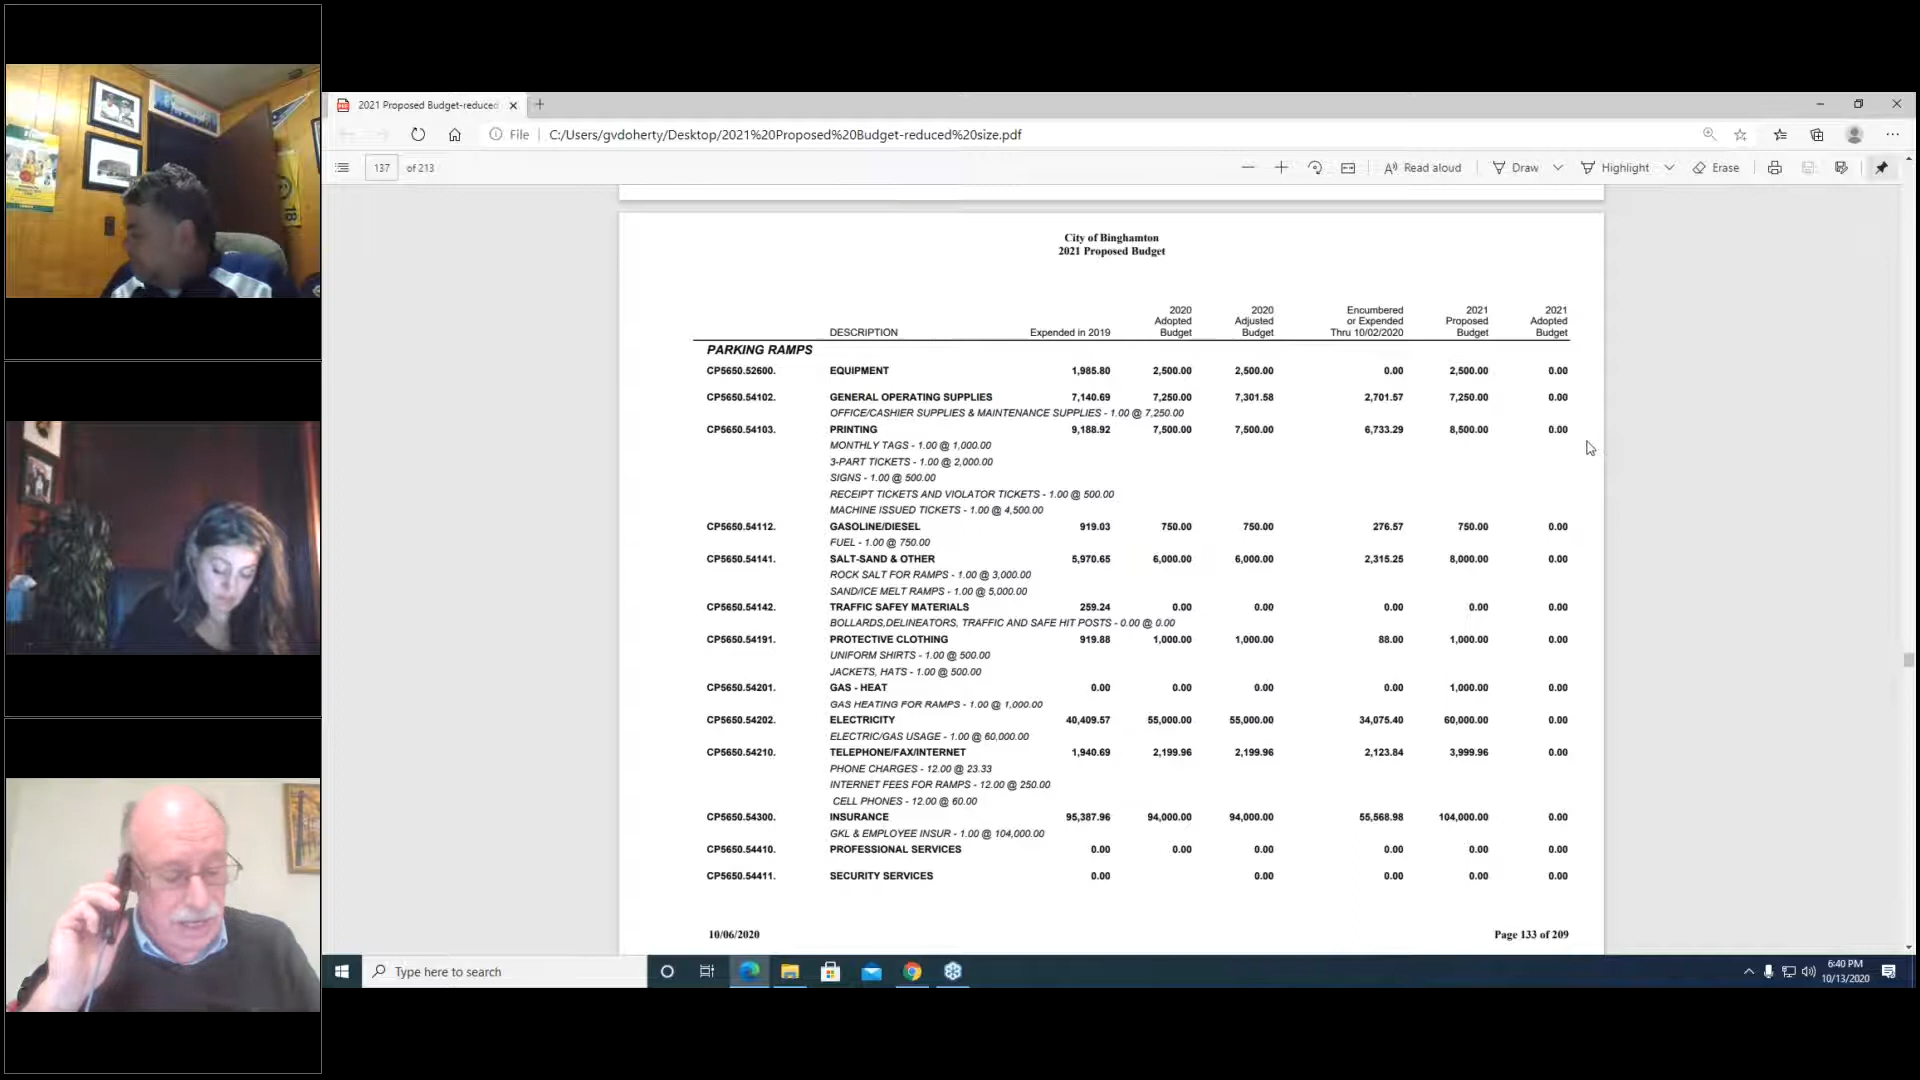 2021 Proposed Budget-reduced
File C:/Users/gvdoherty/Desktop/2021%20Proposed%20Budget-reduced%20size.pdf
137 of 213 Read aloud Draw Highlight Erase
City of Binghamton
2021 Proposed Budget
DESCRIPTION Expended in 2019 2020 Adopted Budget 2020 Adjusted Budget Encumbered or Expended Thru 10/02/2020 2021 Proposed Budget 2021 Adopted Budget
PARKING RAMPS
CP5650.52600. EQUIPMENT 1,985.80 2,500.00 2,500.00 0.00 2,500.00 0.00
CP5650.54102. GENERAL OPERATING SUPPLIES 7,140.69 7,250.00 7,301.58 2,701.57 7,250.00 0.00
OFFICE/CASHIER SUPPLIES & MAINTENANCE SUPPLIES - 1.00 @ 7,250.00
CP5650.54103. PRINTING 9,188.92 7,500.00 7,500.00 6,733.29 8,500.00 0.00
MONTHLY TAGS - 1.00 @ 1,000.00
3-PART TICKETS - 1.00 @ 2,000.00
SIGNS - 1.00 @ 500.00
RECEIPT TICKETS AND VIOLATOR TICKETS - 1.00 @ 500.00
MACHINE ISSUED TICKETS - 1.00 @ 4,500.00
CP5650.54112. GASOLINE/DIESEL 919.03 750.00 750.00 276.57 750.00 0.00
FUEL - 1.00 @ 750.00
CP5650.54141. SALT-SAND & OTHER 5,970.65 6,000.00 6,000.00 2,315.25 8,000.00 0.00
ROCK SALT FOR RAMPS - 1.00 @ 3,000.00
SAND/ICE MELT RAMPS - 1.00 @ 5,000.00
CP5650.54142. TRAFFIC SAFEY MATERIALS 259.24 0.00 0.00 0.00 0.00 0.00
BOLLARDS,DELINEATORS, TRAFFIC AND SAFE HIT POSTS - 0.00 @ 0.00
CP5650.54191. PROTECTIVE CLOTHING 919.88 1,000.00 1,000.00 88.00 1,000.00 0.00
UNIFORM SHIRTS - 1.00 @ 500.00
JACKETS, HATS - 1.00 @ 500.00
CP5650.54201. GAS - HEAT 0.00 0.00 0.00 0.00 1,000.00 0.00
GAS HEATING FOR RAMPS - 1.00 @ 1,000.00
CP5650.54202. ELECTRICITY 40,409.57 55,000.00 55,000.00 34,075.40 60,000.00 0.00
ELECTRIC/GAS USAGE - 1.00 @ 60,000.00
CP5650.54210. TELEPHONE/FAX/INTERNET 1,940.69 2,199.96 2,199.96 2,123.84 3,999.96 0.00
PHONE CHARGES - 12.00 @ 23.33
INTERNET FEES FOR RAMPS - 12.00 @ 250.00
CELL PHONES - 12.00 @ 60.00
CP5650.54300. INSURANCE 95,387.96 94,000.00 94,000.00 55,568.98 104,000.00 0.00
GKL & EMPLOYEE INSUR - 1.00 @ 104,000.00
CP5650.54410. PROFESSIONAL SERVICES 0.00 0.00 0.00 0.00 0.00 0.00
CP5650.54411. SECURITY SERVICES 0.00 0.00 0.00 0.00 0.00
10/06/2020 Page 133 of 209
Type here to search
6:40 PM
10/13/2020
18